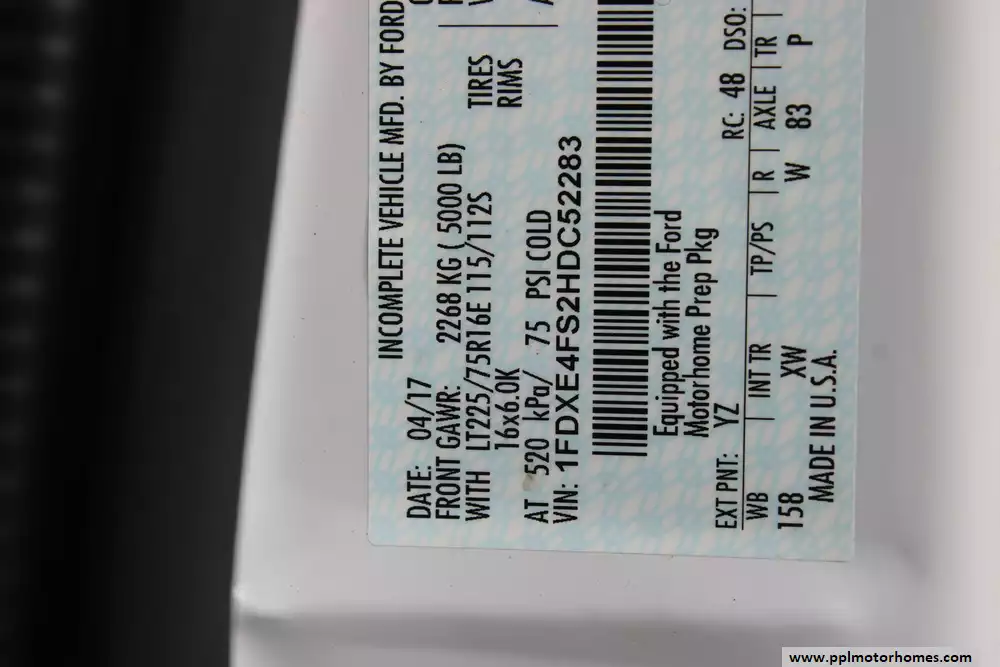 INCOMPLETE VEHICLE MFD. BY FORD
DATE: 04/17
FRONT GAWR: 2268 KG ( 5000 LB)
WITH LT225/75R16E 115/112S TIRES
16x6.0K RIMS
AT 520 kPa/ 75 PSI COLD
VIN: 1FDXE4FS2HDC52283
Equipped with the Ford
Motorhome Prep Pkg
EXT PNT: YZ RC: 48 DSO:
WB | INT TR | TP/PS | R | AXLE | TR |
158 XW W 83 P
MADE IN U.S.A.
www.pplmotorhomes.com